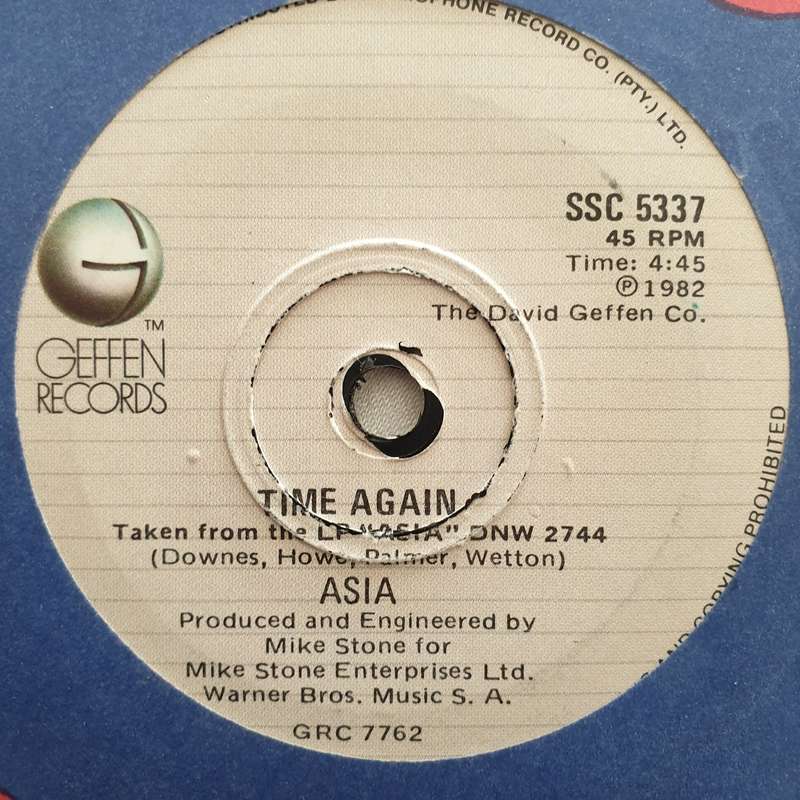 RECORD CO. (PTY.) LTD.
SSC 5337
45 RPM
Time: 4:45
℗ 1982
The David Geffen Co.
TM
GEFFEN
RECORDS
TIME AGAIN
Taken from the LP "ASIA" DNW 2744
(Downes, Howe, Palmer, Wetton)
ASIA
Produced and Engineered by
Mike Stone for
Mike Stone Enterprises Ltd.
Warner Bros. Music S. A.
GRC 7762
AND COPYING PROHIBITED